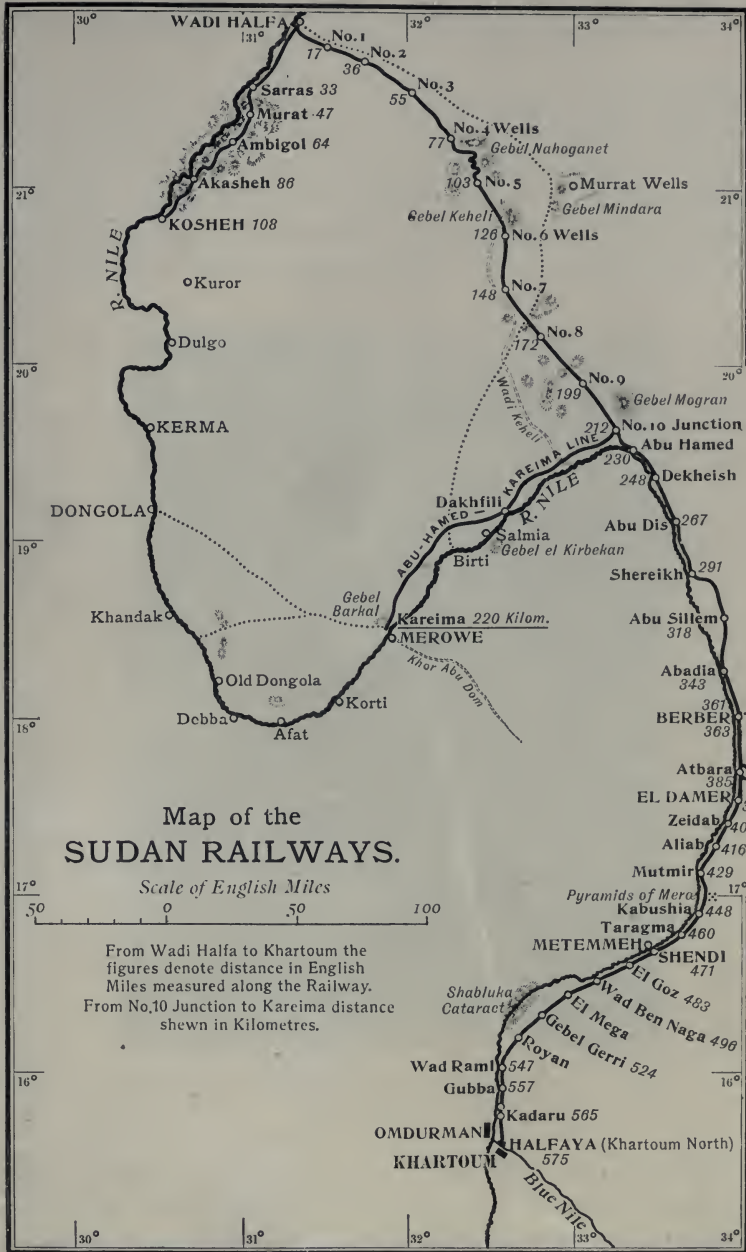 30°
31°
32°
33°
34°
WADI HALFA
No. 1
17
No. 2
36
No. 3
55
Sarras 33
Murat 47
Ambigol 64
Akasheh 86
KOSHEH 108
77
No. 4 Wells
Gebel Nahoganet
103
No. 5
Murrat Wells
21°
21°
Gebel Keheli
Gebel Mindara
126
No. 6 Wells
R. NILE
Kuror
148
No. 7
Dulgo
172
No. 8
20°
20°
Wadi Keheli
199
No. 9
Gebel Mogran
KERMA
212
No. 10 Junction
230
Abu Hamed
248
Dekheish
ABU-HAMED – KAREIMA LINE
R. NILE
Dakhfili
DONGOLA
Abu Dis
267
Salmia
Gebel el Kirbekan
Birti
19°
291
Shereikh
Gebel
Barkal
Khandak
Kareima 220 Kilom.
MEROWE
Abu Sillem
318
Khor Abu Dom
Old Dongola
Abadia
343
Korti
361
BERBER
363
18°
Debba
Afat
Atbara
385
EL DAMER
Zeidab
40
Aliab
416
Map of the
SUDAN RAILWAYS.
Scale of English Miles
50
0
50
100
Mutmir
429
17°
17°
Pyramids of Mero
Kabushia
448
Taragma
460
METEMMEH
SHENDI
471
From Wadi Halfa to Khartoum the
figures denote distance in English
Miles measured along the Railway.
From No.10 Junction to Kareima distance
shewn in Kilometres.
El Goz 483
Wad Ben Naga 496
Shabluka
Cataract
El Mega
Gebel Gerri 524
Royan
16°
16°
Wad Raml
547
Gubba
557
Kadaru 565
OMDURMAN
HALFAYA (Khartoum North)
KHARTOUM
575
Blue Nile
30°
31°
32°
33°
34°